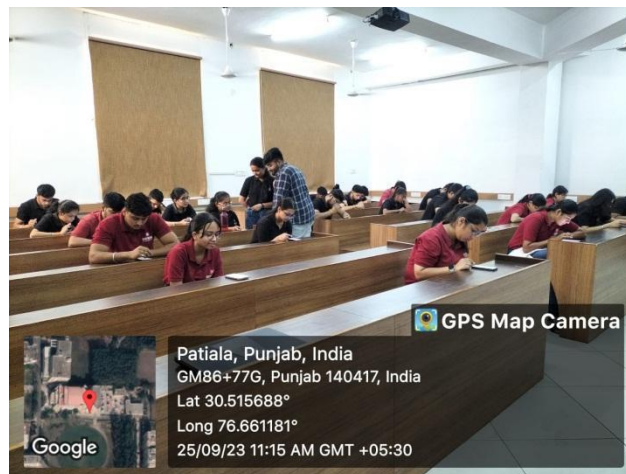 GPS Map Camera
Patiala, Punjab, India
GM86+77G, Punjab 140417, India
Lat 30.515688°
Long 76.661181°
25/09/23 11:15 AM GMT +05:30
Google